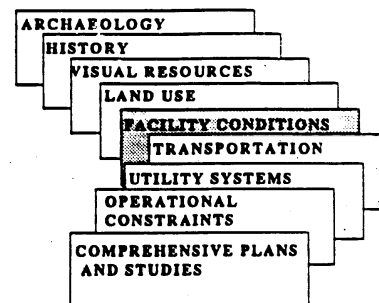 ARCHAEOLOGY
HISTORY
VISUAL RESOURCES
LAND USE
FACILITY CONDITIONS
TRANSPORTATION
UTILITY SYSTEMS
OPERATIONAL
CONSTRAINTS
COMPREHENSIVE PLANS
AND STUDIES